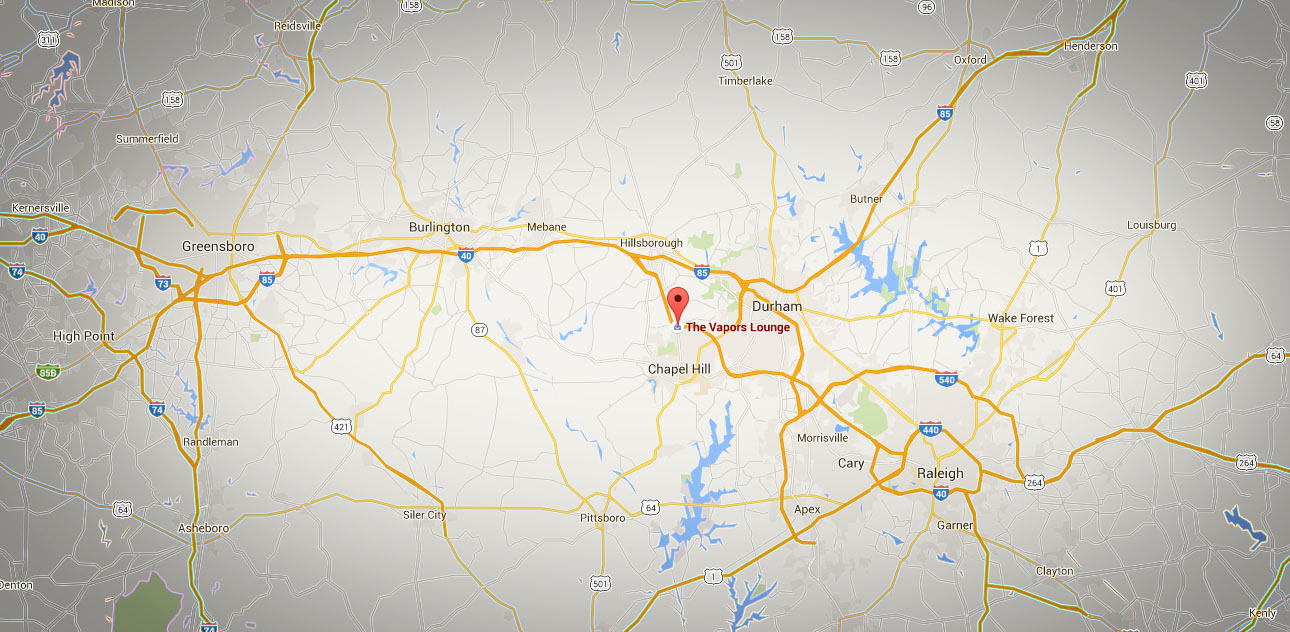 Madison
158
96
311
Reidsville
158
Henderson
501
158
Oxford
Timberlake
401
158
85
58
Summerfield
Butner
Kernersville
Burlington
Mebane
Louisburg
40
Greensboro
Hillsborough
1
40
74
73
85
85
401
The Vapors Lounge
Durham
Wake Forest
87
High Point
64
Chapel Hill
85B
540
85
74
421
440
Randleman
Morrisville
Cary
264
Raleigh
264
40
64
Siler City
64
Pittsboro
Apex
Asheboro
Garner
Clayton
1
Denton
501
Kenly
74